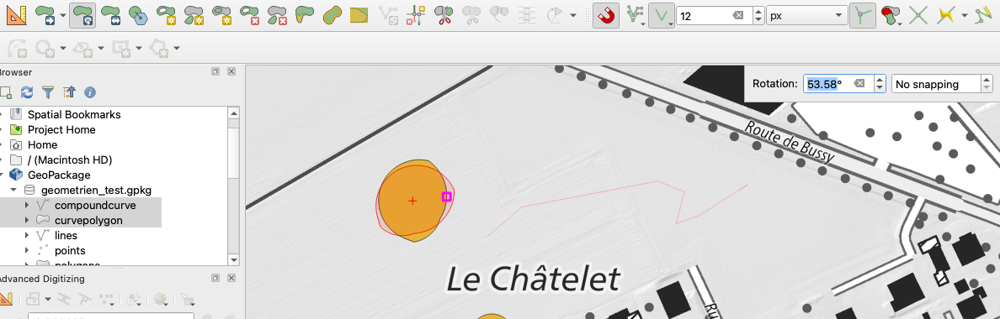 12
px
Browser
Rotation:
53.58°
No snapping
Spatial Bookmarks
Project Home
Home
/ (Macintosh HD)
GeoPackage
geometrien_test.gpkg
compoundcurve
curvepolygon
lines
points
Route de Bussy
Advanced Digitizing
Le Châtelet
Ru